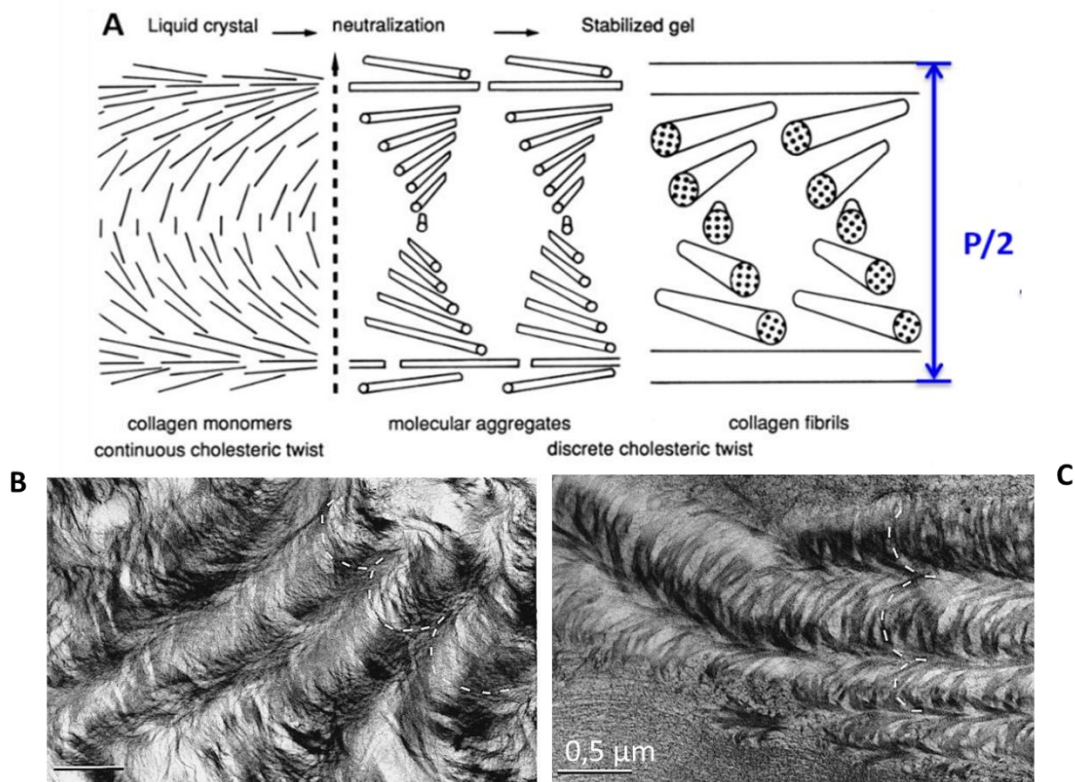 A Liquid crystal neutralization Stabilized gel
P/2
collagen monomers molecular aggregates collagen fibrils
continuous cholesteric twist discrete cholesteric twist
B C
0,5 µm